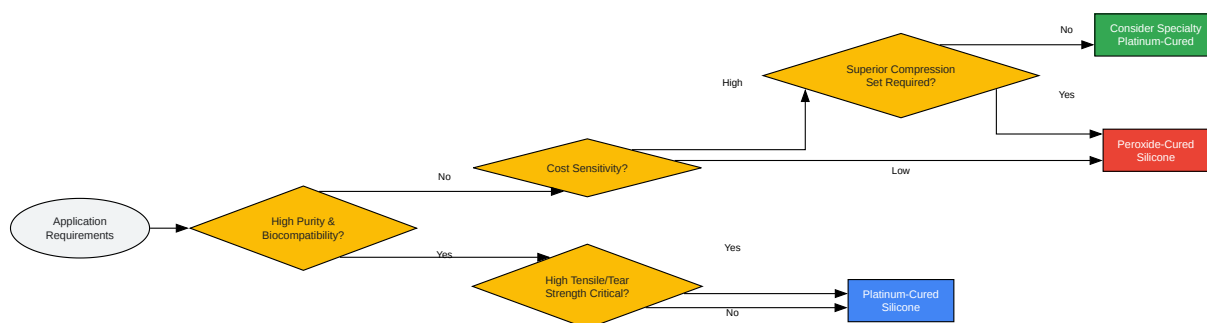 Application
Requirements
High Purity &
Biocompatibility?
No
Yes
Cost Sensitivity?
High
Low
High Tensile/Tear
Strength Critical?
Yes
No
Superior Compression
Set Required?
No
Yes
Consider Specialty
Platinum-Cured
Peroxide-Cured
Silicone
Platinum-Cured
Silicone